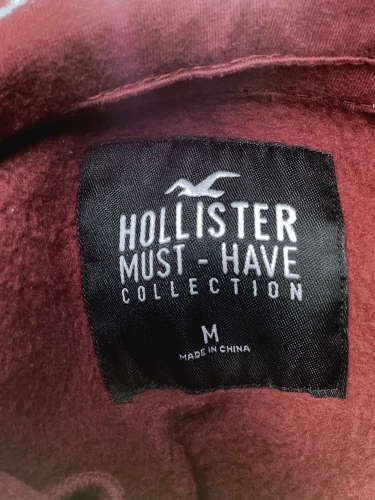 HOLLISTER
MUST - HAVE
COLLECTION
M
MADE IN CHINA